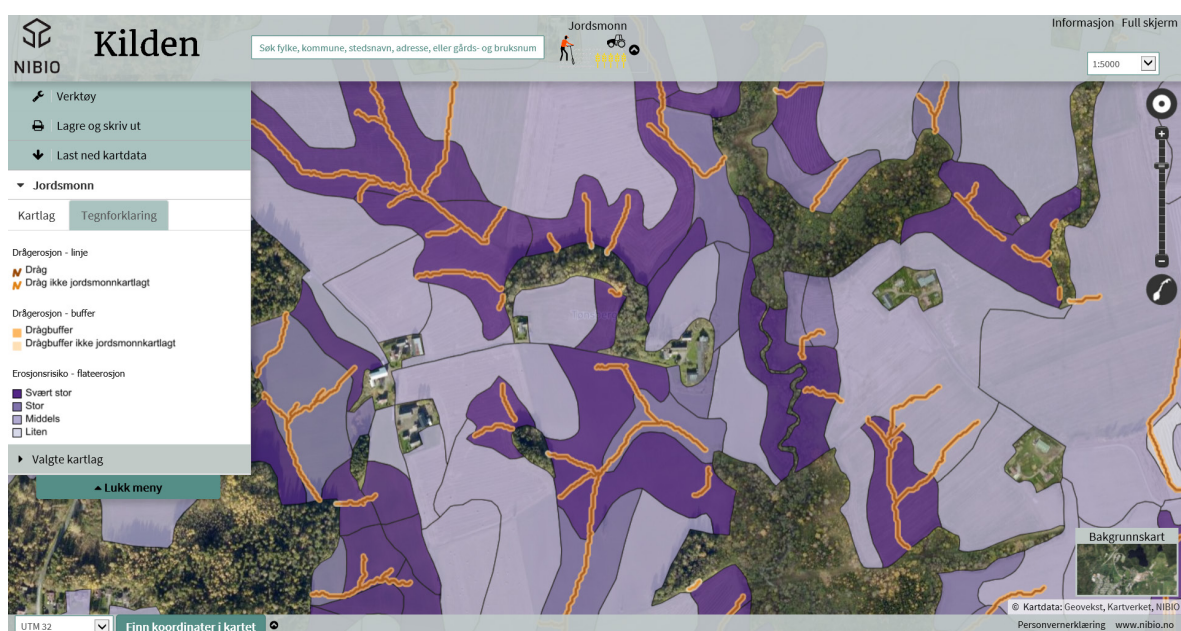 NIBIO
Kilden
Søk fylke, kommune, stedsnavn, adresse, eller gårds- og bruksnum
Jordsmonn
Informasjon Full skjerm
1:5000
Verktøy
Lagre og skriv ut
Last ned kartdata
Jordsmonn
Kartlag Tegnforklaring
Drågerosjon - linje
Dråg
Dråg ikke jordsmonnkartlagt
Drågerosjon - buffer
Drågbuffer
Drågbuffer ikke jordsmonnkartlagt
Erosjonsrisiko - flateerosjon
Svært stor
Stor
Middels
Liten
Valgte kartlag
Lukk meny
Bakgrunnskart
© Kartdata: Geovekst, Kartverket, NIBIO
UTM 32
Finn koordinater i kartet
Personvernerklæring www.nibio.no